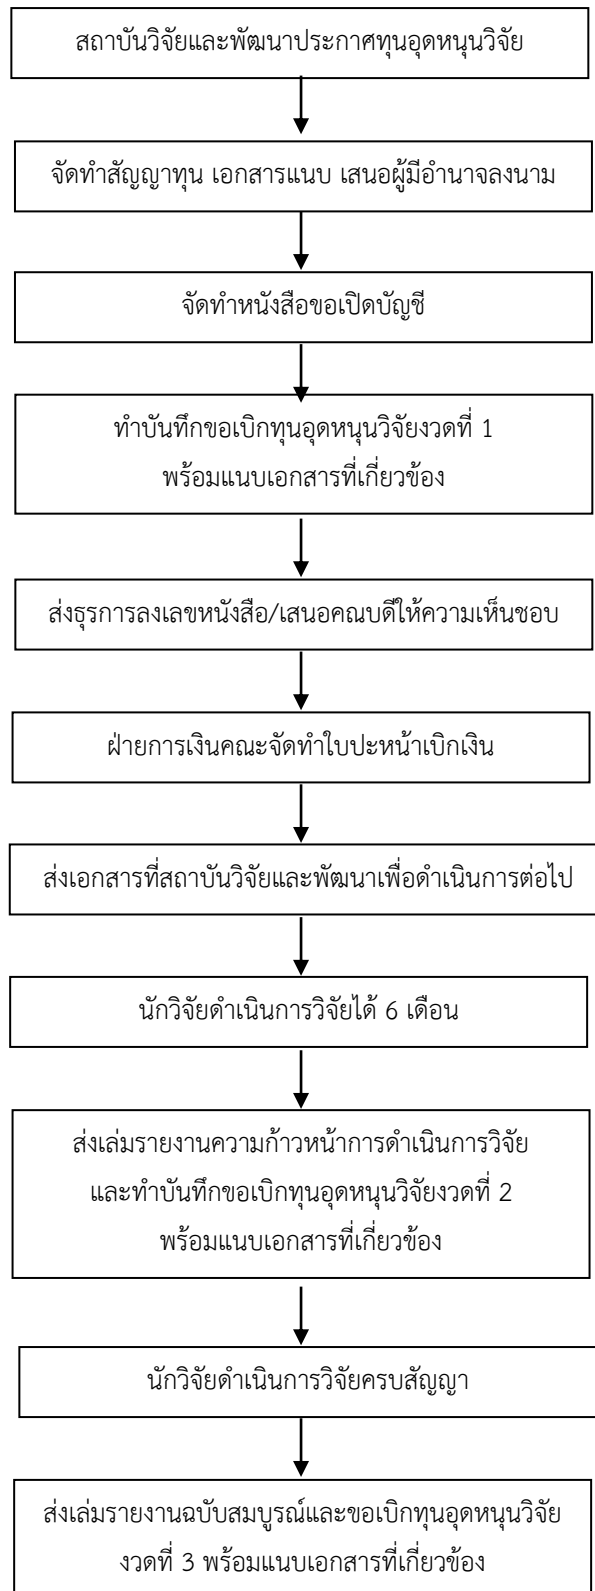 สถาบันวิจัยและพัฒนาประกาศทุนอุดหนุนวิจัย
จัดทำสัญญาทุน เอกสารแนบ เสนอผู้มีอำนาจลงนาม
จัดทำหนังสือขอเปิดบัญชี
ทำบันทึกขอเบิกทุนอุดหนุนวิจัยงวดที่ 1
พร้อมแนบเอกสารที่เกี่ยวข้อง
ส่งธุรการลงเลขหนังสือ/เสนอคณบดีให้ความเห็นชอบ
ฝ่ายการเงินคณะจัดทำใบปะหน้าเบิกเงิน
ส่งเอกสารที่สถาบันวิจัยและพัฒนาเพื่อดำเนินการต่อไป
นักวิจัยดำเนินการวิจัยได้ 6 เดือน
ส่งเล่มรายงานความก้าวหน้าการดำเนินการวิจัย
และทำบันทึกขอเบิกทุนอุดหนุนวิจัยงวดที่ 2
พร้อมแนบเอกสารที่เกี่ยวข้อง
นักวิจัยดำเนินการวิจัยครบสัญญา
ส่งเล่มรายงานฉบับสมบูรณ์และขอเบิกทุนอุดหนุนวิจัย
งวดที่ 3 พร้อมแนบเอกสารที่เกี่ยวข้อง